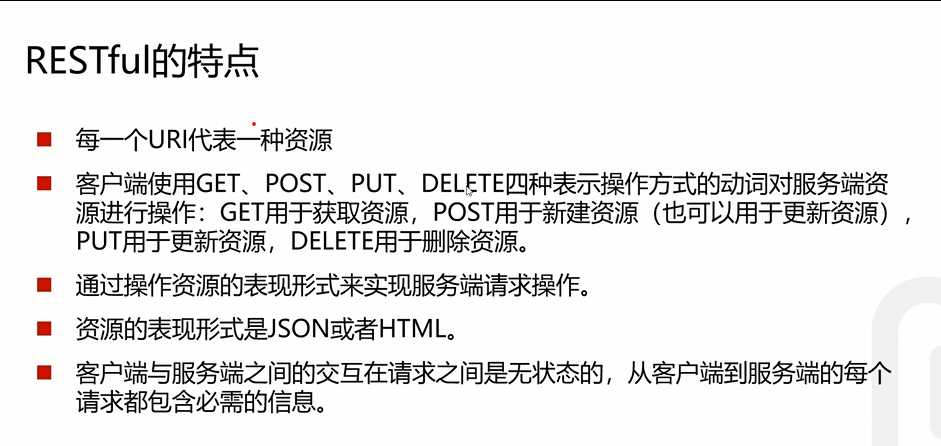 RESTful的特点
每一个URI代表一种资源
客户端使用GET、POST、PUT、DELETE四种表示操作方式的动词对服务端资
源进行操作：GET用于获取资源，POST用于新建资源（也可以用于更新资源），
PUT用于更新资源，DELETE用于删除资源。
通过操作资源的表现形式来实现服务端请求操作。
资源的表现形式是JSON或者HTML。
客户端与服务端之间的交互在请求之间是无状态的，从客户端到服务端的每个
请求都包含必需的信息。